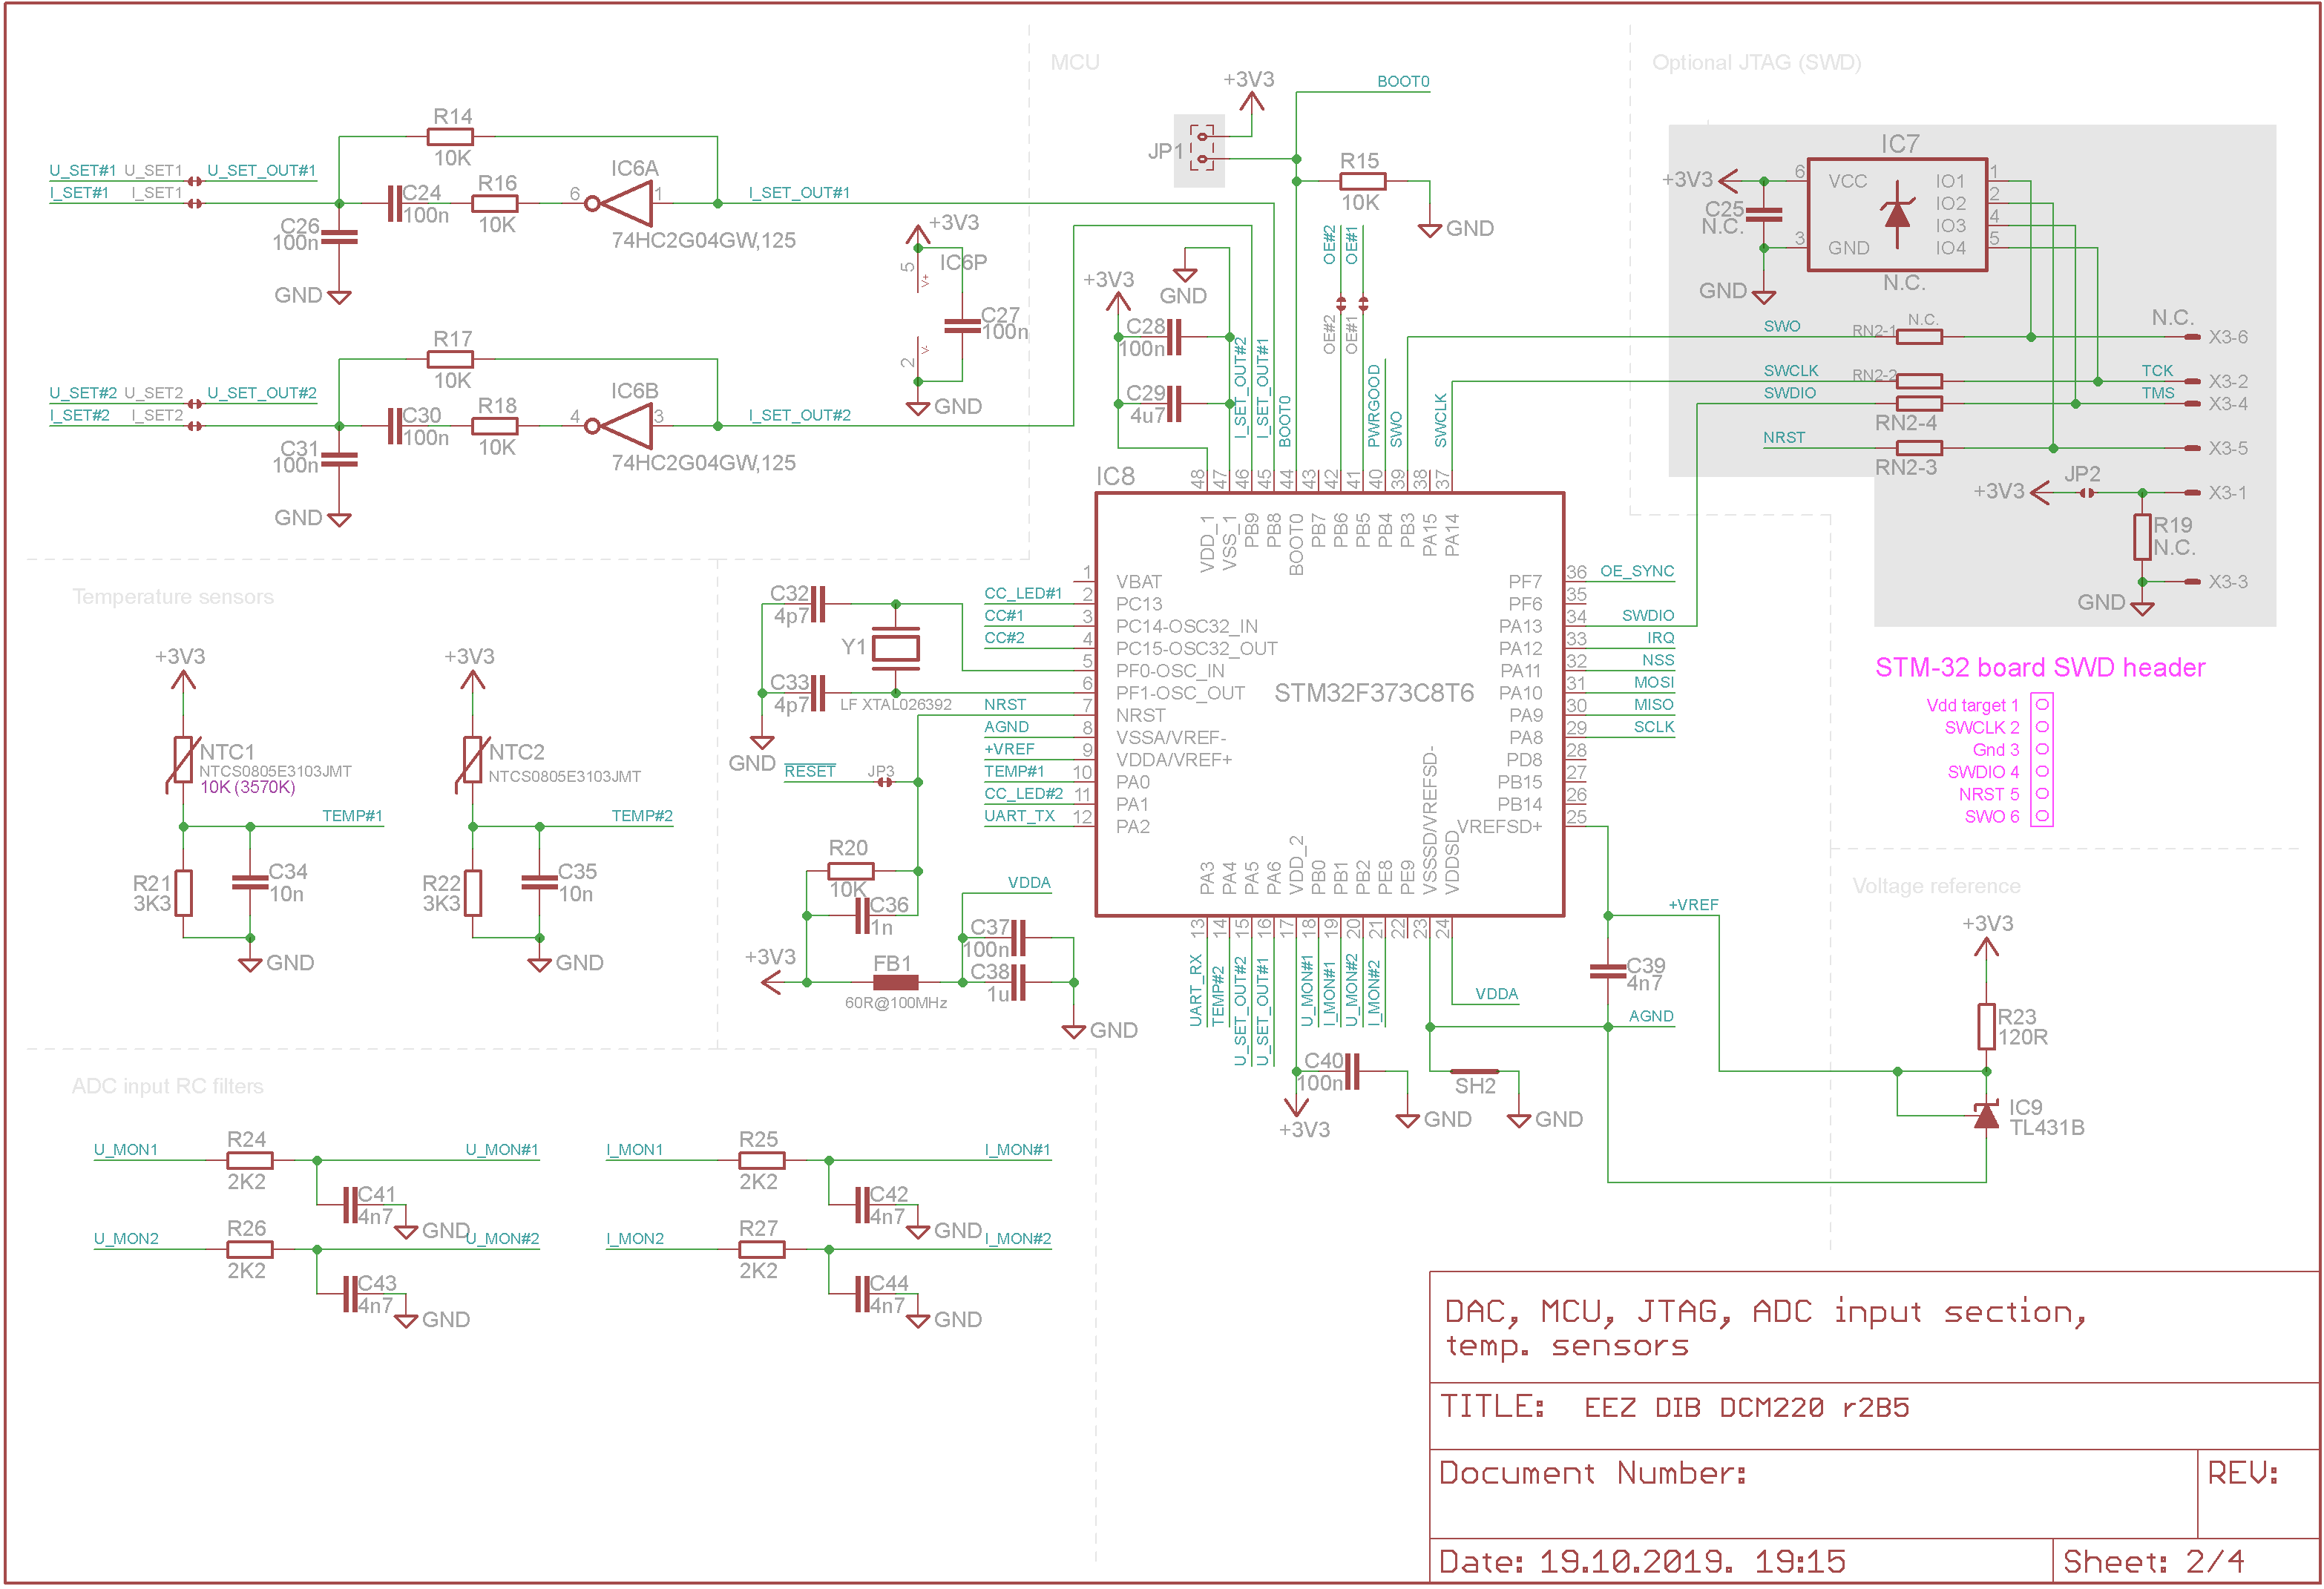 MCU
Optional JTAG (SWD)
R14
10K
U_SET#1 U_SET1 U_SET_OUT#1
I_SET#1 I_SET1
C24
100n
R16
10K
IC6A
6
1
74HC2G04GW,125
I_SET_OUT#1
C26
100n
GND
R17
10K
U_SET#2 U_SET2 U_SET_OUT#2
I_SET#2 I_SET2
C30
100n
R18
10K
IC6B
4
3
74HC2G04GW,125
I_SET_OUT#2
C31
100n
GND
+3V3
IC6P
5
V+
2
V-
C27
100n
GND
+3V3
JP1
BOOT0
R15
10K
GND
+3V3
GND
C28
100n
C29
4u7
I_SET_OUT#2
I_SET_OUT#1
BOOT0
OE#2
OE#1
OE#2
OE#1
PWRGOOD
SWO
SWCLK
IC7
+3V3
6
VCC
3
GND
IO1
1
IO2
2
IO3
4
IO4
5
C25
N.C.
GND
N.C.
SWO
RN2-1
N.C.
N.C.
X3-6
SWCLK
RN2-2
TCK
X3-2
SWDIO
RN2-4
TMS
X3-4
NRST
RN2-3
X3-5
+3V3
JP2
X3-1
R19
N.C.
X3-3
GND
STM-32 board SWD header
Vdd target 1
SWCLK 2
Gnd 3
SWDIO 4
NRST 5
SWO 6
IC8
STM32F373C8T6
48
47
46
45
44
43
42
41
40
39
38
37
VDD_1
VSS_1
PB9
PB8
BOOT0
PB7
PB6
PB5
PB4
PB3
PA15
PA14
1 VBAT
CC_LED#1 2 PC13
CC#1 3 PC14-OSC32_IN
CC#2 4 PC15-OSC32_OUT
5 PF0-OSC_IN
6 PF1-OSC_OUT
NRST 7 NRST
AGND 8 VSSA/VREF-
+VREF 9 VDDA/VREF+
TEMP#1 10 PA0
CC_LED#2 11 PA1
UART_TX 12 PA2
PF7 36 OE_SYNC
PF6 35
PA13 34 SWDIO
PA12 33 IRQ
PA11 32 NSS
PA10 31 MOSI
PA9 30 MISO
PA8 29 SCLK
PD8 28
PB15 27
PB14 26
VREFSD+ 25
PA3
PA4
PA5
PA6
VDD_2
PB0
PB1
PB2
PE8
PE9
VSSSD/VREFSD-
VDDSD
13
14
15
16
17
18
19
20
21
22
23
24
UART_RX
TEMP#2
U_SET_OUT#2
U_SET_OUT#1
U_MON#1
I_MON#1
U_MON#2
I_MON#2
C32
4p7
Y1
C33
4p7
LF XTAL026392
GND
RESET
JP3
R20
10K
C36
1n
VDDA
C37
100n
+3V3
FB1
60R@100MHz
C38
1u
GND
C40
100n
+3V3
GND
SH2
GND
VDDA
AGND
C39
4n7
+VREF
Voltage reference
+3V3
R23
120R
IC9
TL431B
Temperature sensors
+3V3
NTC1
NTCS0805E3103JMT
10K (3570K)
TEMP#1
R21
3K3
C34
10n
GND
+3V3
NTC2
NTCS0805E3103JMT
TEMP#2
R22
3K3
C35
10n
GND
ADC input RC filters
U_MON1
R24
2K2
U_MON#1
C41
4n7
GND
I_MON1
R25
2K2
I_MON#1
C42
4n7
GND
U_MON2
R26
2K2
U_MON#2
C43
4n7
GND
I_MON2
R27
2K2
I_MON#2
C44
4n7
GND
DAC, MCU, JTAG, ADC input section,
temp. sensors
TITLE: EEZ DIB DCM220 r2B5
Document Number:
REV:
Date: 19.10.2019. 19:15
Sheet: 2/4